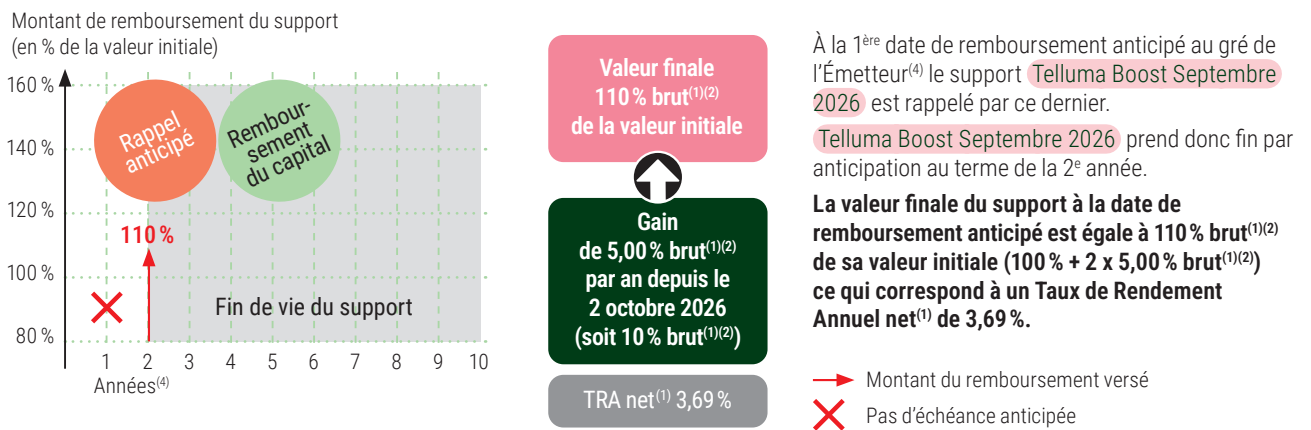 Montant de remboursement du support
(en % de la valeur initiale)
160 %
140 %
120 %
100 %
80 %
Rappel
anticipé
Rembour-
sement
du capital
110 %
Fin de vie du support
1 2 3 4 5 6 7 8 9 10
Années(4)
Valeur finale
110 % brut(1)(2)
de la valeur initiale
Gain
de 5,00 % brut(1)(2)
par an depuis le
2 octobre 2026
(soit 10 % brut(1)(2))
TRA net(1) 3,69 %
À la 1ère date de remboursement anticipé au gré de
l'Émetteur(4) le support Telluma Boost Septembre
2026 est rappelé par ce dernier.
Telluma Boost Septembre 2026 prend donc fin par
anticipation au terme de la 2e année.
La valeur finale du support à la date de
remboursement anticipé est égale à 110 % brut(1)(2)
de sa valeur initiale (100 % + 2 x 5,00 % brut(1)(2))
ce qui correspond à un Taux de Rendement
Annuel net(1) de 3,69 %.
Montant du remboursement versé
Pas d'échéance anticipée